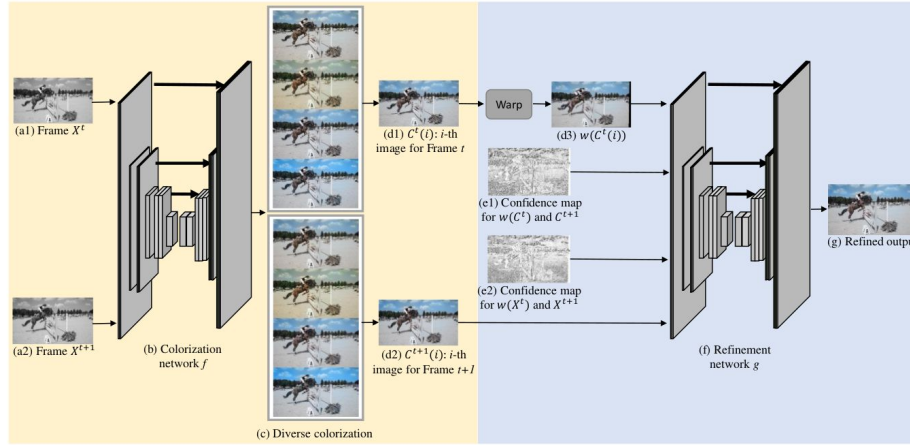 (a1) Frame X^t
(a2) Frame X^{t+1}
(b) Colorization
network f
(c) Diverse colorization
(d1) C^t(i): i-th
image for Frame t
(d2) C^{t+1}(i): i-th
image for Frame t+1
Warp
(d3) w(C^t(i))
(e1) Confidence map
for w(C^t) and C^{t+1}
(e2) Confidence map
for w(X^t) and X^{t+1}
(f) Refinement
network g
(g) Refined output